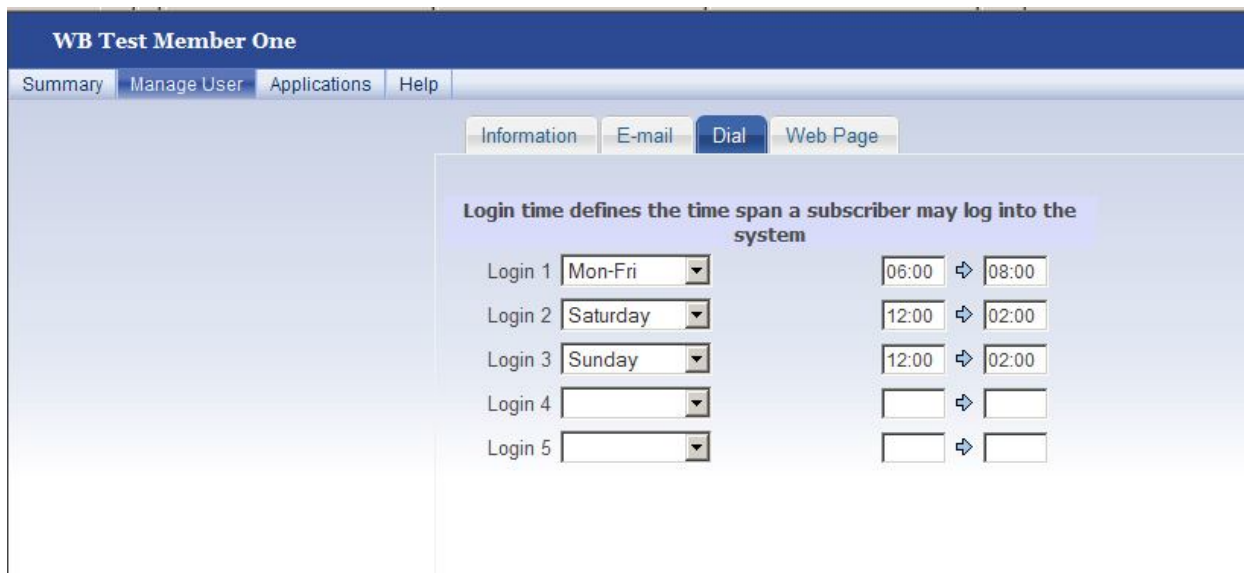 WB Test Member One
Summary Manage User Applications Help
Information E-mail Dial Web Page
Login time defines the time span a subscriber may log into the
system
Login 1 Mon-Fri 06:00 08:00
Login 2 Saturday 12:00 02:00
Login 3 Sunday 12:00 02:00
Login 4
Login 5